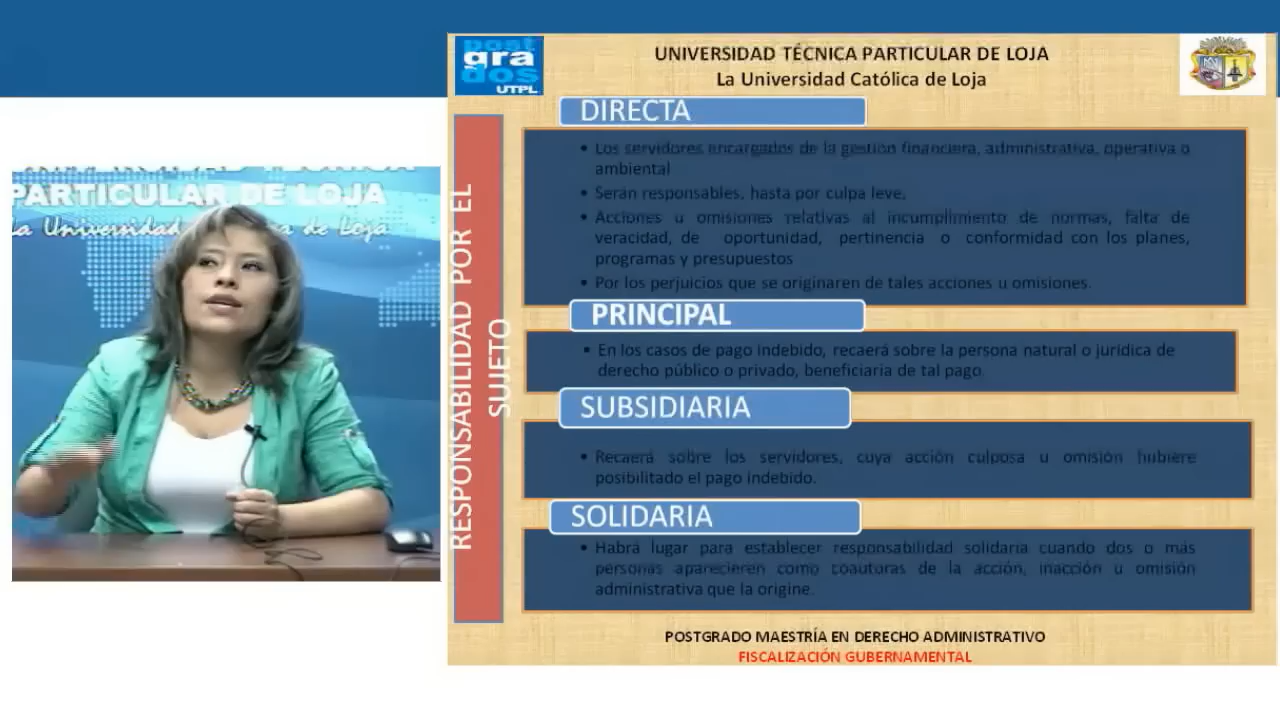 post
gra
dos
UTPL
UNIVERSIDAD TÉCNICA PARTICULAR DE LOJA
La Universidad Católica de Loja
PARTICULAR DE LOJA
La Universidad de Loja
RESPONSABILIDAD POR EL
SUJETO
DIRECTA
• Los servidores encargados de la gestión financiera, administrativa, operativa o
ambiental
• Seran responsables, hasta por culpa leve,
• Acciones u omisiones relativas al incumplimiento de normas, falta de
veracidad, de oportunidad, pertinencia o conformidad con los planes,
programas y presupuestos
• Por los perjuicios que se originaren de tales acciones u omisiones.
PRINCIPAL
• En los casos de pago indebido, recaerá sobre la persona natural o jurídica de
derecho público o privado, beneficiaria de tal pago.
SUBSIDIARIA
• Recaerá sobre los servidores, cuya acción culposa u omisión hubiere
posibilitado el pago indebido.
SOLIDARIA
• Habrá lugar para establecer responsabilidad solidaria cuando dos o más
personas aparecieren como coautoras de la acción, inacción u omisión
administrativa que la origine.
POSTGRADO MAESTRÍA EN DERECHO ADMINISTRATIVO
FISCALIZACIÓN GUBERNAMENTAL